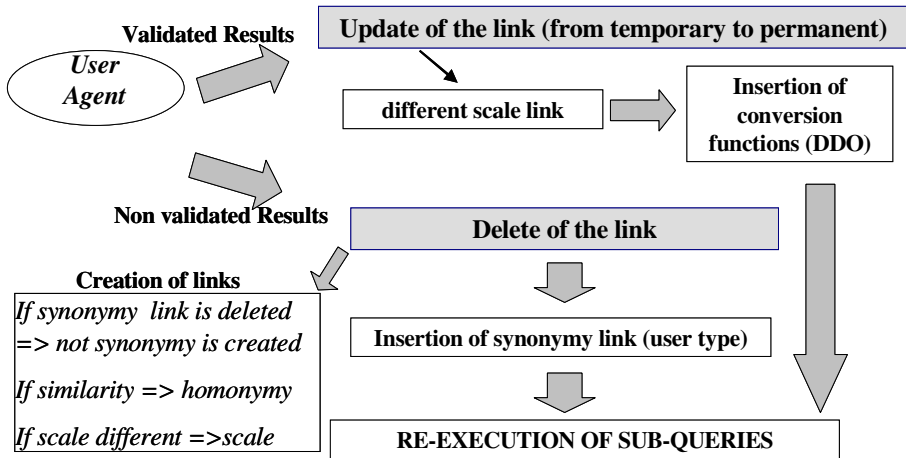 Validated Results
Update of the link (from temporary to permanent)
User
Agent
different scale link
Insertion of
conversion
functions (DDO)
Non validated Results
Delete of the link
Creation of links
If synonymy link is deleted
=> not synonymy is created
If similarity => homonymy
If scale different =>scale
Insertion of synonymy link (user type)
RE-EXECUTION OF SUB-QUERIES